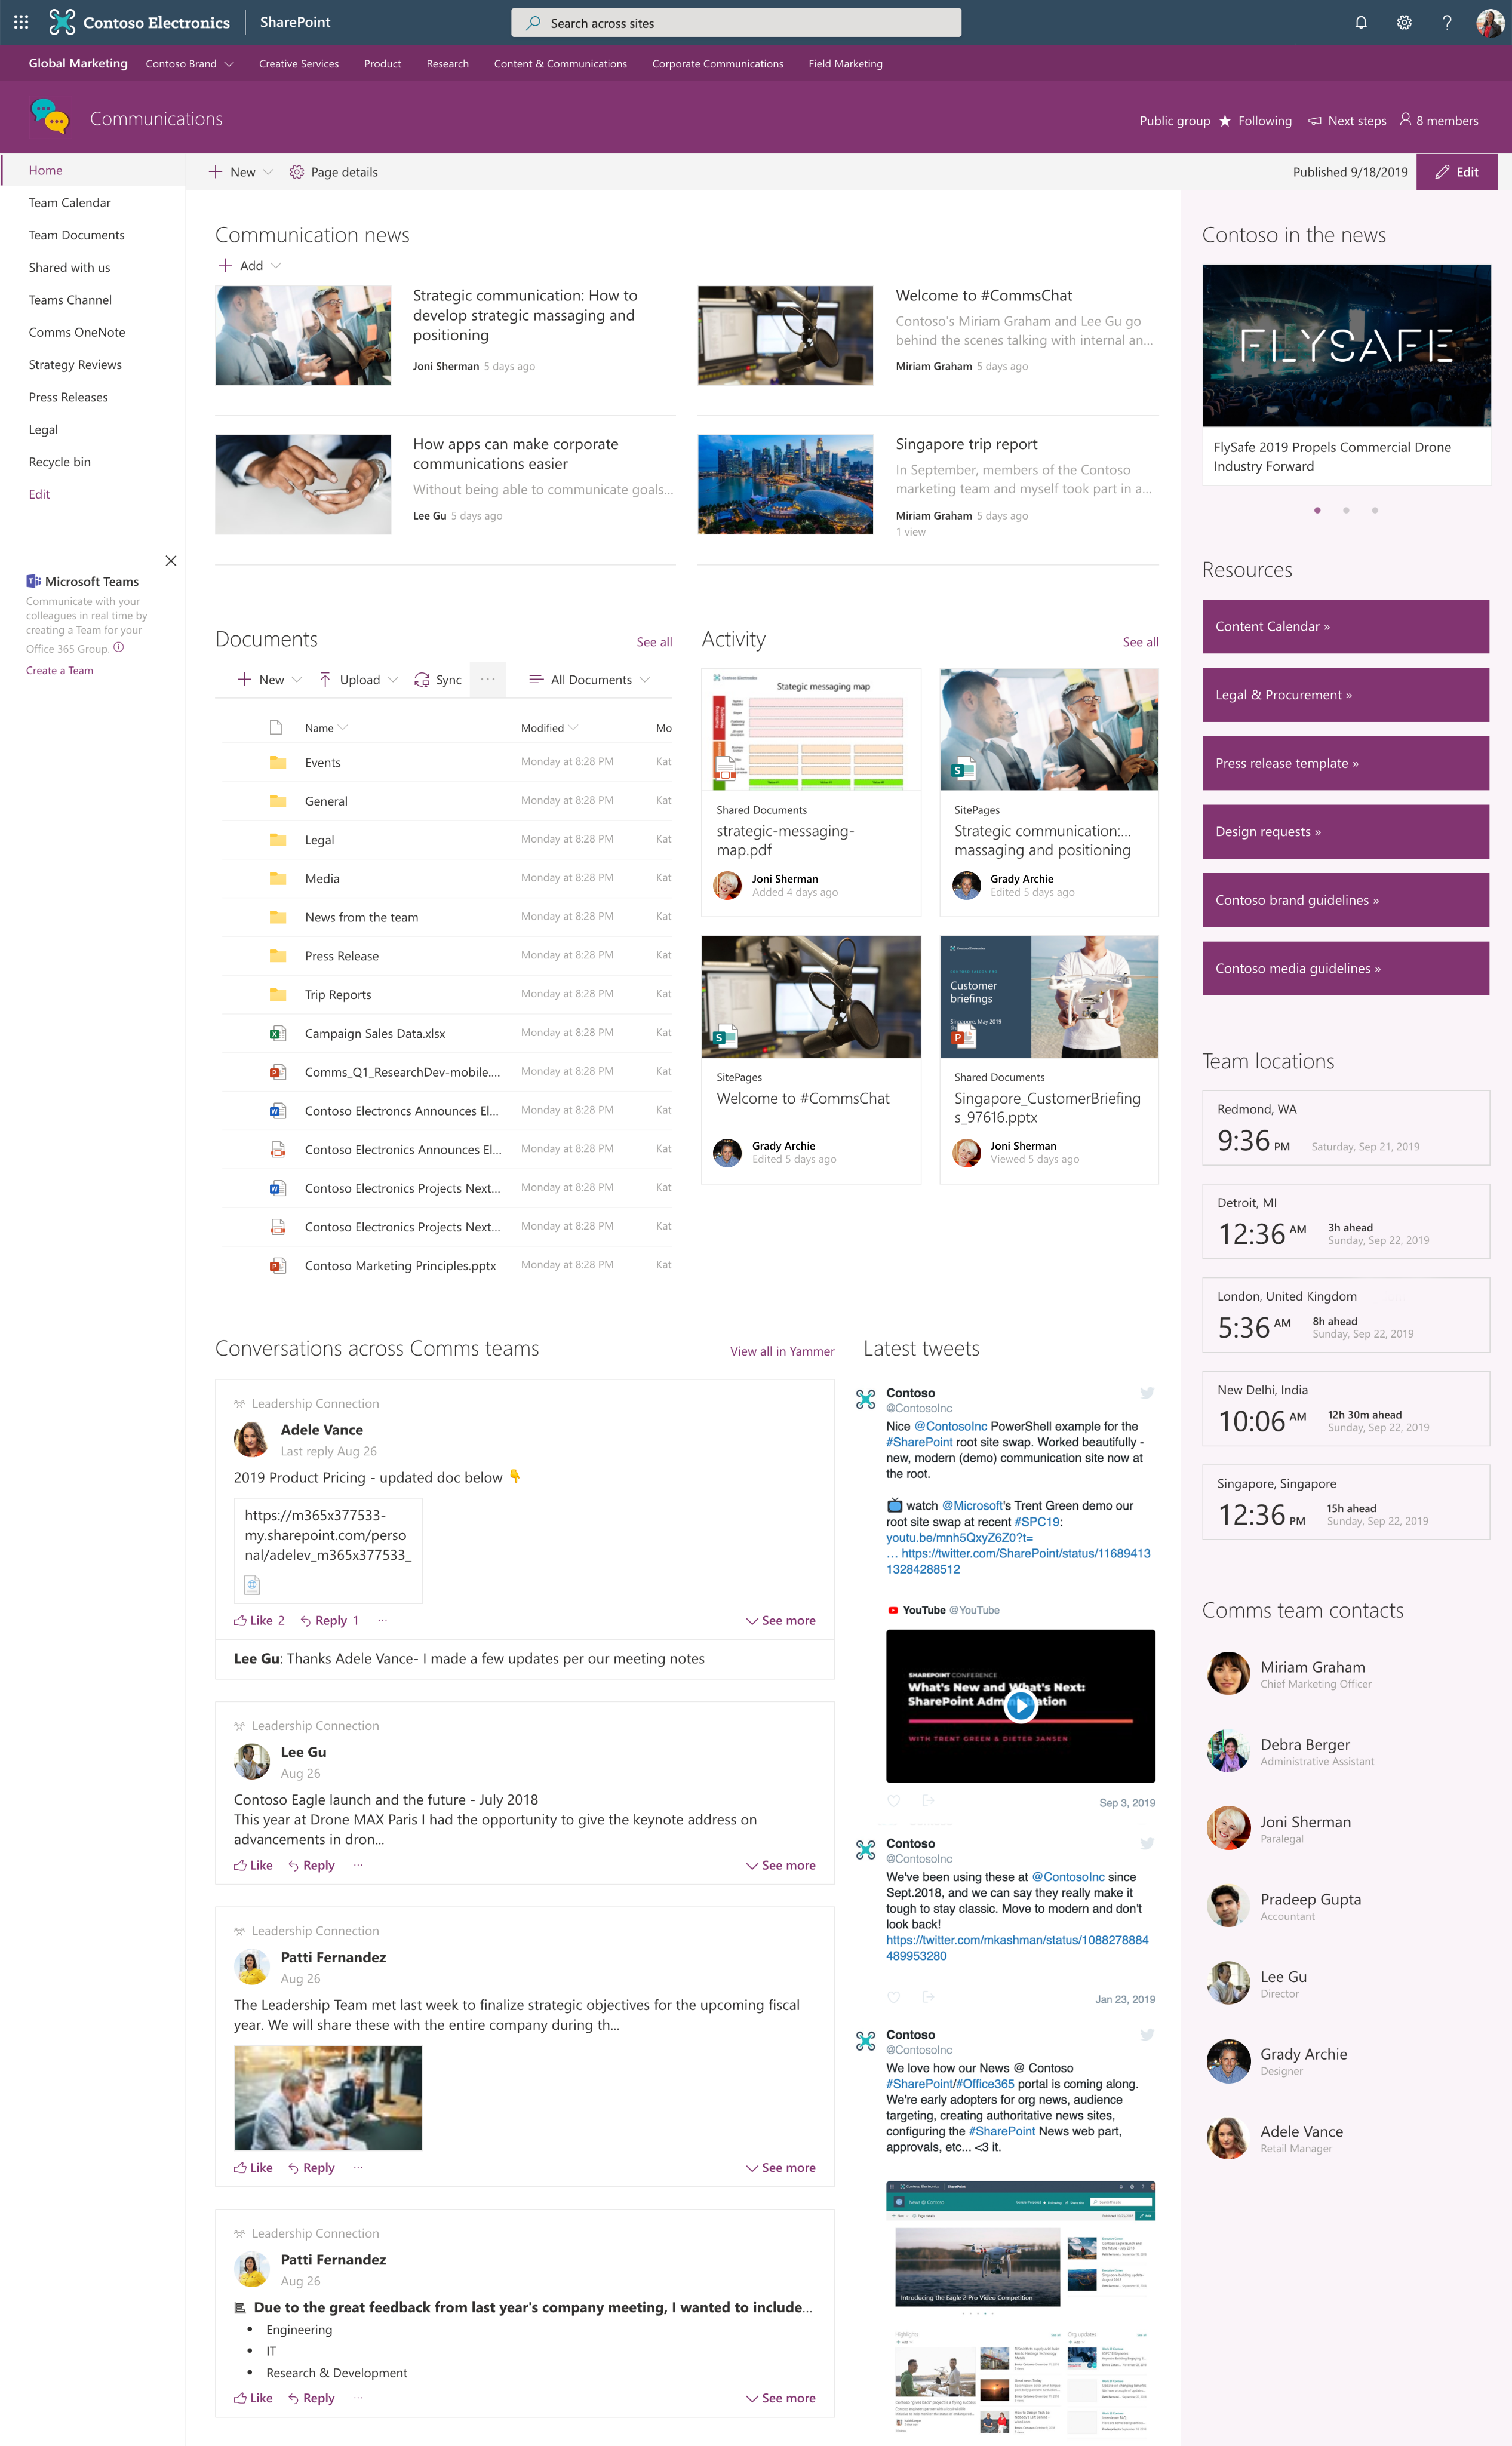 Contoso Electronics
SharePoint
Search across sites
Global Marketing
Contoso Brand
Creative Services
Product
Research
Content & Communications
Corporate Communications
Field Marketing
Communications
Public group
Following
Next steps
8 members
Home
Team Calendar
Team Documents
Shared with us
Teams Channel
Comms OneNote
Strategy Reviews
Press Releases
Legal
Recycle bin
Edit
Microsoft Teams
Communicate with your
colleagues in real time by
creating a Team for your
Office 365 Group.
Create a Team
New
Page details
Published 9/18/2019
Edit
Communication news
Add
Strategic communication: How to
develop strategic massaging and
positioning
Joni Sherman 5 days ago
Welcome to #CommsChat
Contoso's Miriam Graham and Lee Gu go
behind the scenes talking with internal an...
Miriam Graham 5 days ago
How apps can make corporate
communications easier
Without being able to communicate goals...
Lee Gu 5 days ago
Singapore trip report
In September, members of the Contoso
marketing team and myself took part in a...
Miriam Graham 5 days ago
1 view
Documents
See all
New
Upload
Sync
...
All Documents
Name
Modified
Mo
Events Monday at 8:28 PM Kat
General Monday at 8:28 PM Kat
Legal Monday at 8:28 PM Kat
Media Monday at 8:28 PM Kat
News from the team Monday at 8:28 PM Kat
Press Release Monday at 8:28 PM Kat
Trip Reports Monday at 8:28 PM Kat
Campaign Sales Data.xlsx Monday at 8:28 PM Kat
Comms_Q1_ResearchDev-mobile.... Monday at 8:28 PM Kat
Contoso Electroncs Announces El... Monday at 8:28 PM Kat
Contoso Electronics Announces El... Monday at 8:28 PM Kat
Contoso Electronics Projects Next... Monday at 8:28 PM Kat
Contoso Electronics Projects Next... Monday at 8:28 PM Kat
Contoso Marketing Principles.pptx Monday at 8:28 PM Kat
Activity
See all
Contoso Electronics
Stategic messaging map
Shared Documents
strategic-messaging-
map.pdf
Joni Sherman
Added 4 days ago
SitePages
Strategic communication:...
massaging and positioning
Grady Archie
Edited 5 days ago
SitePages
Welcome to #CommsChat
Grady Archie
Edited 5 days ago
Contoso Electronics
Customer
briefings
Singapore, May 2019
Shared Documents
Singapore_CustomerBriefing
s_97616.pptx
Joni Sherman
Viewed 5 days ago
Conversations across Comms teams
View all in Yammer
Leadership Connection
Adele Vance
Last reply Aug 26
2019 Product Pricing - updated doc below 👇
https://m365x377533-
my.sharepoint.com/perso
nal/adelev_m365x377533_
Like 2
Reply 1
...
See more
Lee Gu: Thanks Adele Vance- I made a few updates per our meeting notes
Leadership Connection
Lee Gu
Aug 26
Contoso Eagle launch and the future - July 2018
This year at Drone MAX Paris I had the opportunity to give the keynote address on
advancements in dron...
Like
Reply
...
See more
Leadership Connection
Patti Fernandez
Aug 26
The Leadership Team met last week to finalize strategic objectives for the upcoming fiscal
year. We will share these with the entire company during th...
Like
Reply
...
See more
Leadership Connection
Patti Fernandez
Aug 26
Due to the great feedback from last year's company meeting, I wanted to include...
• Engineering
• IT
• Research & Development
Like
Reply
...
See more
Latest tweets
Contoso
@ContosoInc
Nice @ContosoInc PowerShell example for the
#SharePoint root site swap. Worked beautifully -
new, modern (demo) communication site now at
the root.
📺 watch @Microsoft's Trent Green demo our
root site swap at recent #SPC19:
youtu.be/mnh5QxyZ6Z0?t=
... https://twitter.com/SharePoint/status/11689413
13284288512
YouTube @YouTube
SHAREPOINT CONFERENCE
What's New and What's Next:
SharePoint Administration
WITH TRENT GREEN & DIETER JANSEN
Sep 3, 2019
Contoso
@ContosoInc
We've been using these at @ContosoInc since
Sept.2018, and we can say they really make it
tough to stay classic. Move to modern and don't
look back!
https://twitter.com/mkashman/status/1088278884
489953280
Jan 23, 2019
Contoso
@ContosoInc
We love how our News @ Contoso
#SharePoint/#Office365 portal is coming along.
We're early adopters for org news, audience
targeting, creating authoritative news sites,
configuring the #SharePoint News web part,
approvals, etc... <3 it.
Contoso Electronics
SharePoint
News @ Contoso
Introducing the Eagle 2 Pro Video Competition
Highlights
Org updates
Contoso in the news
FLYSAFE
FlySafe 2019 Propels Commercial Drone
Industry Forward
Resources
Content Calendar »
Legal & Procurement »
Press release template »
Design requests »
Contoso brand guidelines »
Contoso media guidelines »
Team locations
Redmond, WA
9:36 PM Saturday, Sep 21, 2019
Detroit, MI
12:36 AM 3h ahead
Sunday, Sep 22, 2019
London, United Kingdom
5:36 AM 8h ahead
Sunday, Sep 22, 2019
New Delhi, India
10:06 AM 12h 30m ahead
Sunday, Sep 22, 2019
Singapore, Singapore
12:36 PM 15h ahead
Sunday, Sep 22, 2019
Comms team contacts
Miriam Graham
Chief Marketing Officer
Debra Berger
Administrative Assistant
Joni Sherman
Paralegal
Pradeep Gupta
Accountant
Lee Gu
Director
Grady Archie
Designer
Adele Vance
Retail Manager